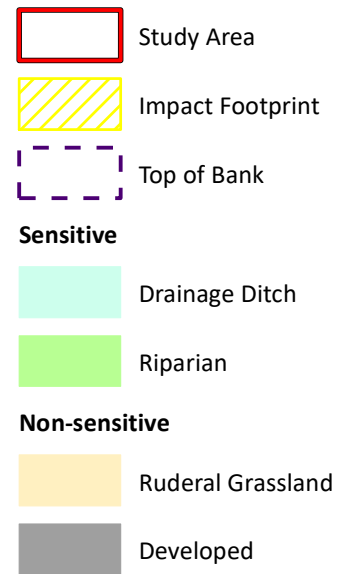 Study Area
Impact Footprint
Top of Bank
Sensitive
Drainage Ditch
Riparian
Non-sensitive
Ruderal Grassland
Developed